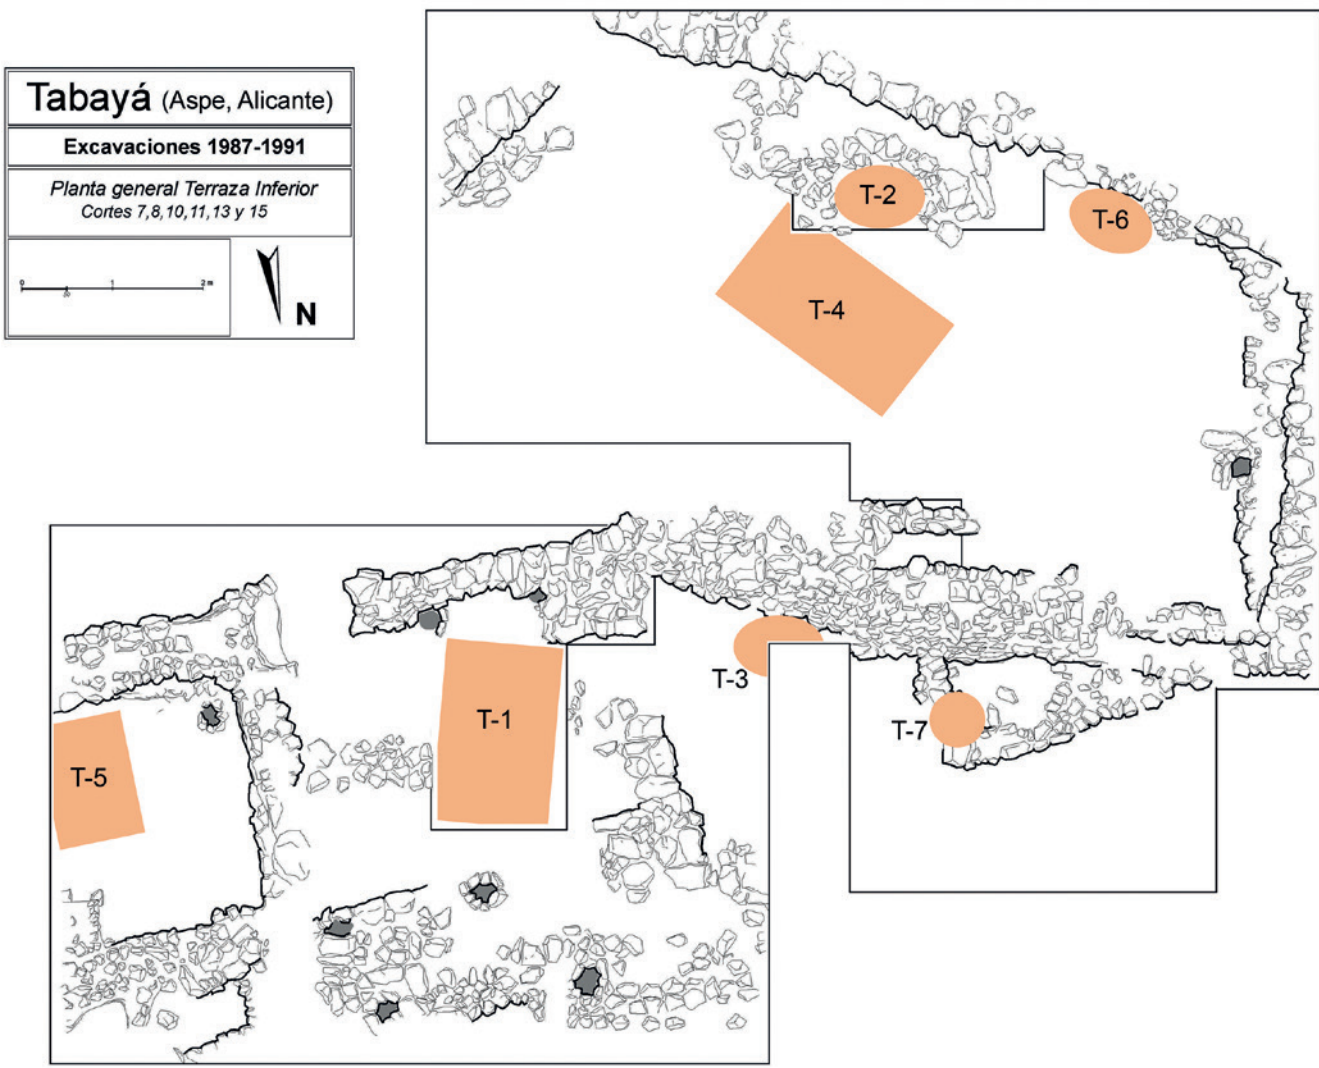 Tabayá (Aspe, Alicante)
Excavaciones 1987-1991
Planta general Terraza Inferior
Cortes 7,8,10,11,13 y 15
0 50 1 2 m
N
T-2
T-6
T-4
T-3
T-1
T-7
T-5